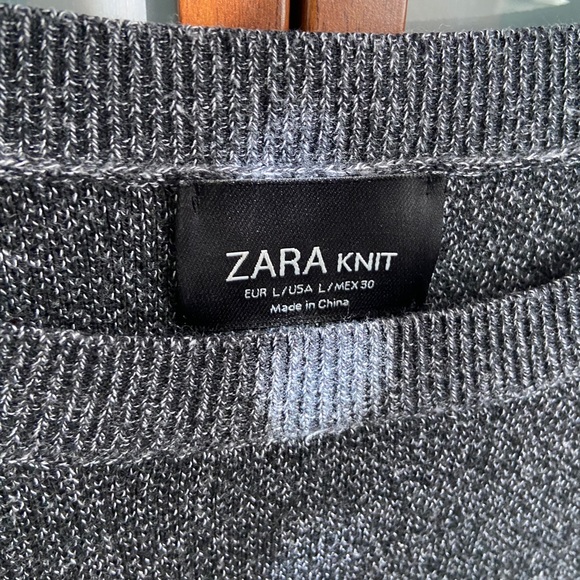 ZARA KNIT
EUR L/USA L/MEX 30
Made in China